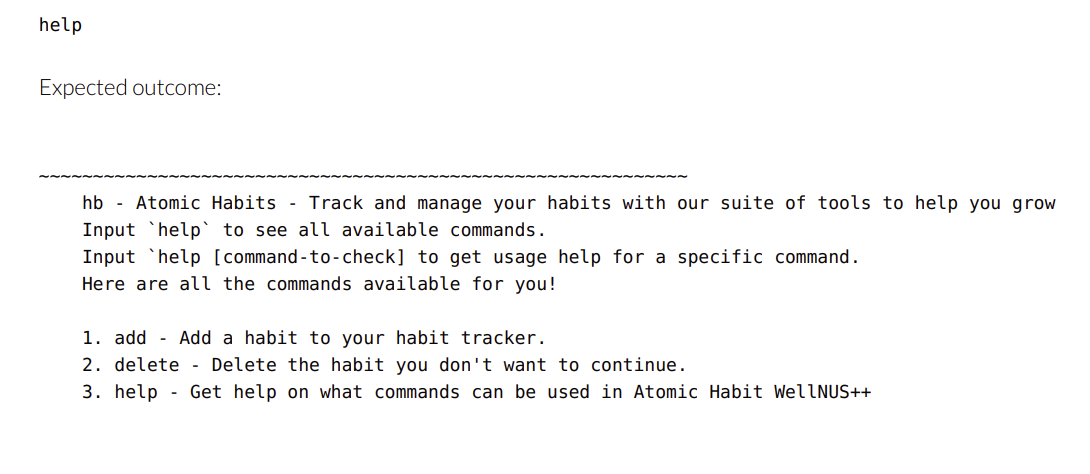 help
Expected outcome:
~~~~~~~~~~~~~~~~~~~~~~~~~~~~~~~~~~~~~~~~~~~~~~~~~~~~~~~~~~~~
hb - Atomic Habits - Track and manage your habits with our suite of tools to help you grow
Input `help` to see all available commands.
Input `help [command-to-check] to get usage help for a specific command.
Here are all the commands available for you!
1. add - Add a habit to your habit tracker.
2. delete - Delete the habit you don't want to continue.
3. help - Get help on what commands can be used in Atomic Habit WellNUS++